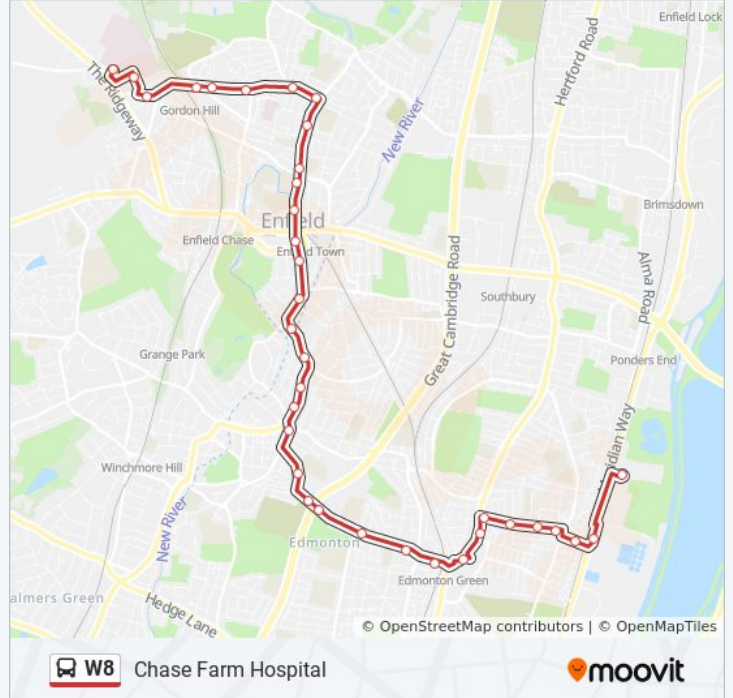 Enfield Lock
Hertford Road
The Ridgeway
Gordon Hill
New River
Brimsdown
Enfield
Enfield Chase
Alma Road
Great Cambridge Road
Southbury
Grange Park
Ponders End
Winchmore Hill
New River
Edmonton
Edmonton Green
almers Green
Hedge Lane
© OpenStreetMap contributors | © OpenMapTiles
W8 Chase Farm Hospital
moovit